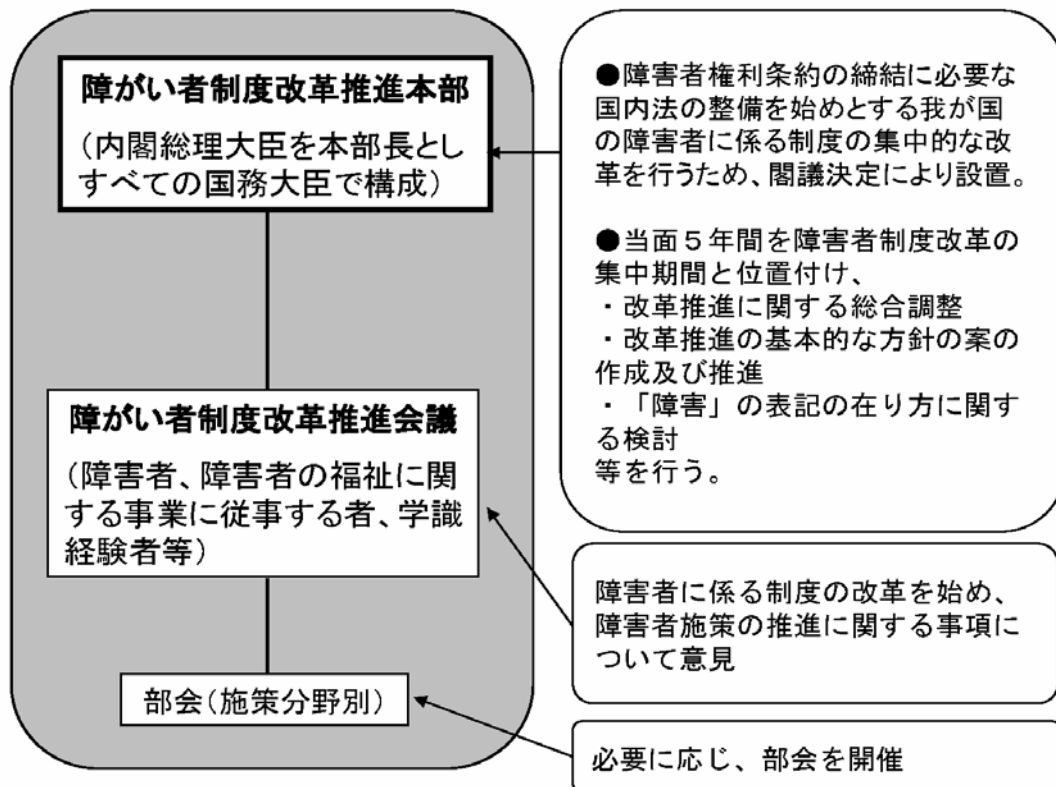 障がい者制度改革推進本部
（内閣総理大臣を本部長とし
すべての国務大臣で構成）
●障害者権利条約の締結に必要な
国内法の整備を始めとする我が国
の障害者に係る制度の集中的な改
革を行うため、閣議決定により設置。
●当面５年間を障害者制度改革の
集中期間と位置付け、
・改革推進に関する総合調整
・改革推進の基本的な方針の案の
作成及び推進
・「障害」の表記の在り方に関す
る検討
等を行う。
障がい者制度改革推進会議
（障害者、障害者の福祉に関
する事業に従事する者、学識
経験者等）
障害者に係る制度の改革を始め、
障害者施策の推進に関する事項に
ついて意見
部会（施策分野別）
必要に応じ、部会を開催